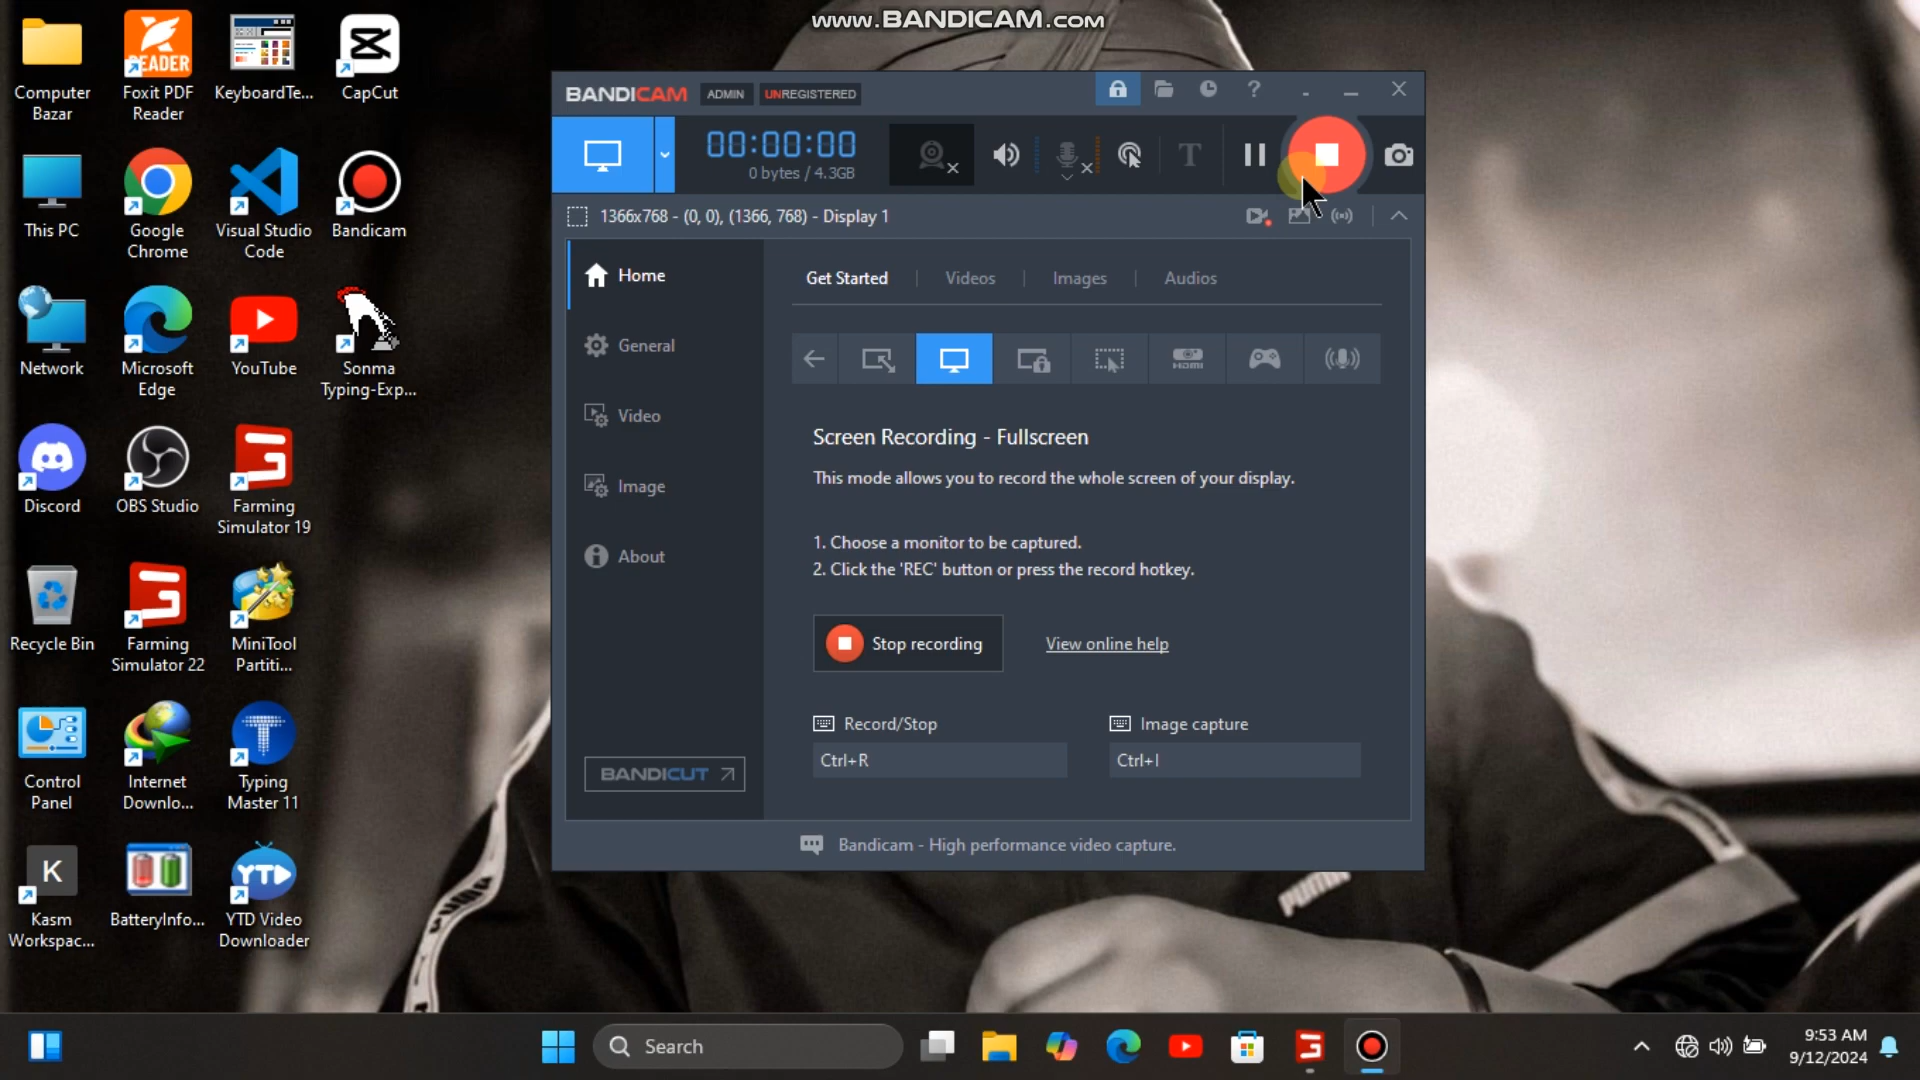 www.BANDICAM.com
Computer
Bazar
Foxit PDF
Reader
READER
KeyboardTe...
CapCut
This PC
Google
Chrome
Visual Studio
Code
Bandicam
Network
Microsoft
Edge
YouTube
Sonma
Typing-Exp...
Discord
OBS Studio
Farming
Simulator 19
Recycle Bin
Farming
Simulator 22
MiniTool
Partiti...
Control
Panel
Internet
Downlo...
Typing
Master 11
K
Kasm
Workspac...
BatteryInfo...
YTD
YTD Video
Downloader
BANDICAM ADMIN UNREGISTERED
00:00:00
0 bytes / 4.3GB
T
1366x768 - (0, 0), (1366, 768) - Display 1
Home
General
Video
Image
About
BANDICUT
Get Started
Videos
Images
Audios
HDMI
Screen Recording - Fullscreen
This mode allows you to record the whole screen of your display.
1. Choose a monitor to be captured.
2. Click the 'REC' button or press the record hotkey.
Stop recording
View online help
Record/Stop
Image capture
Ctrl+R
Ctrl+I
Bandicam - High performance video capture.
PUMA
Search
9:53 AM
9/12/2024